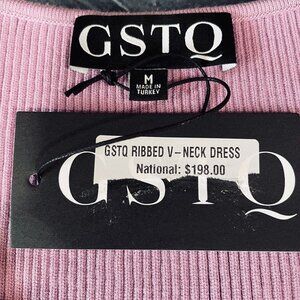 GSTQ
M
MADE IN
TURKEY
GSTQ RIBBED V-NECK DRESS
National: $198.00
GSTQ